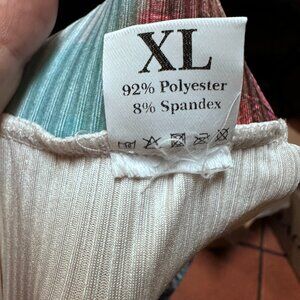 XL
92% Polyester
8% Spandex